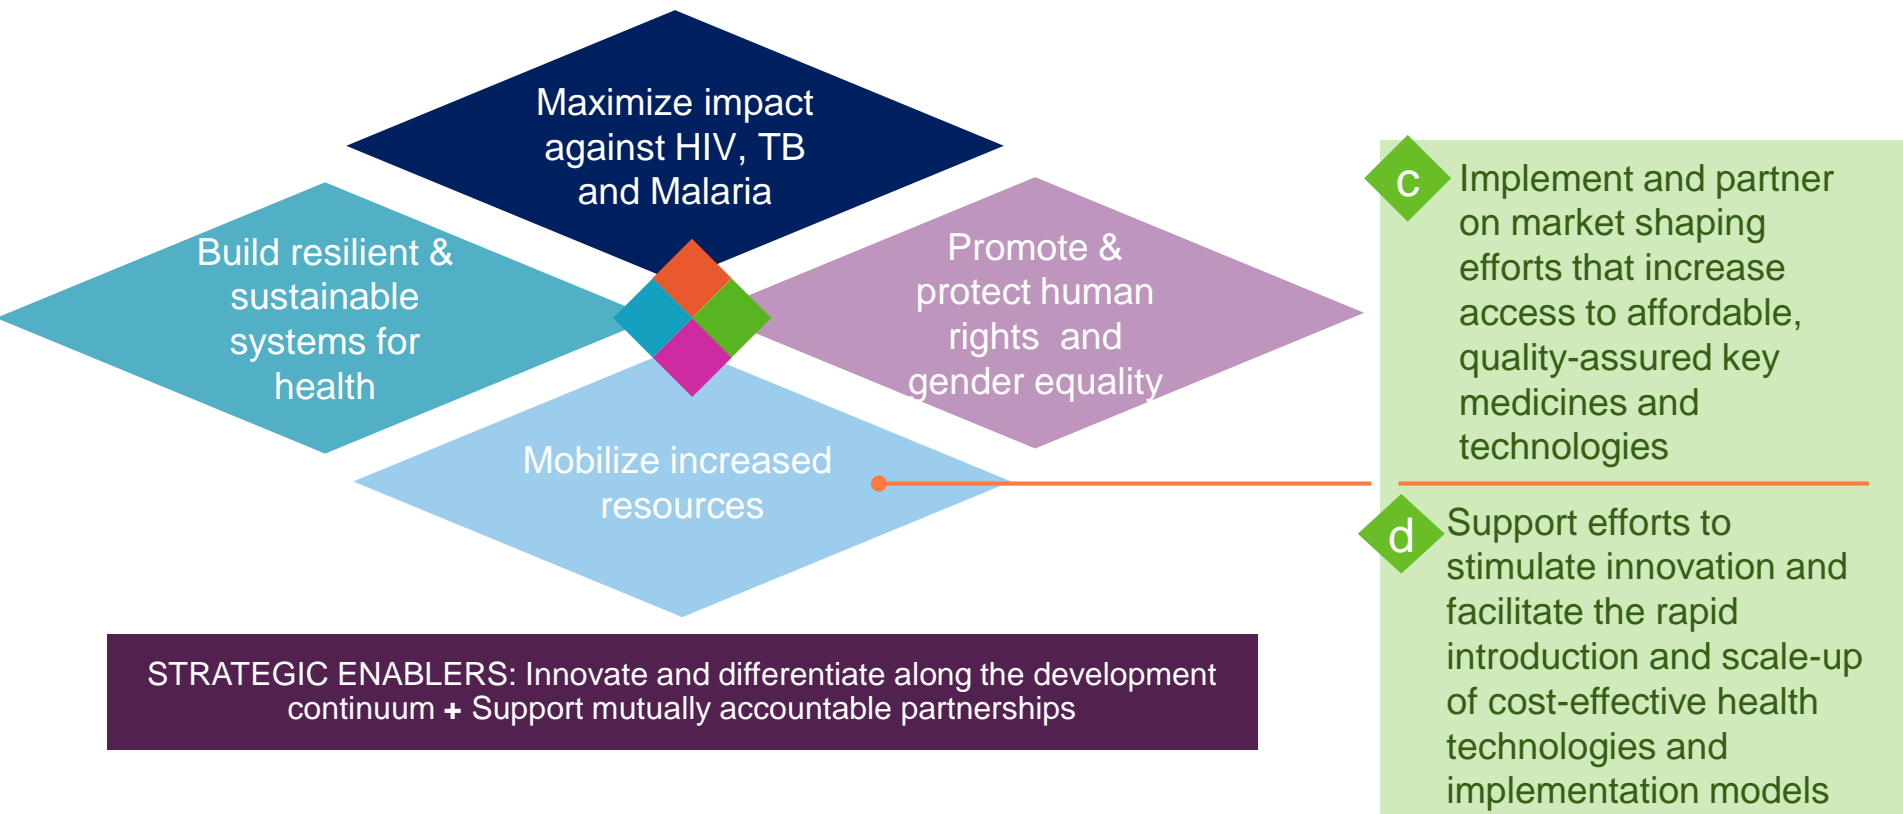 Maximize impact
against HIV, TB
and Malaria
Build resilient &
sustainable
systems for
health
Promote &
protect human
rights and
gender equality
Mobilize increased
resources
STRATEGIC ENABLERS: Innovate and differentiate along the development
continuum + Support mutually accountable partnerships
c
Implement and partner
on market shaping
efforts that increase
access to affordable,
quality-assured key
medicines and
technologies
d
Support efforts to
stimulate innovation and
facilitate the rapid
introduction and scale-up
of cost-effective health
technologies and
implementation models